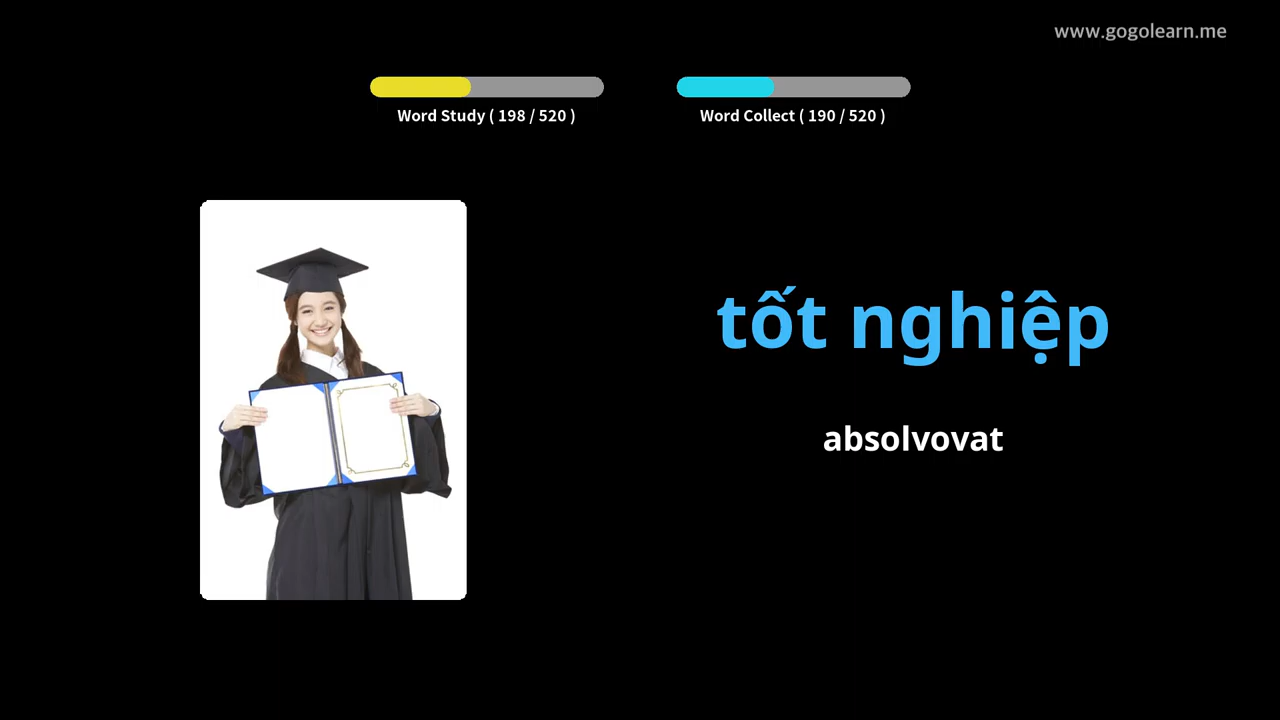 www.gogolearn.me
Word Study ( 198 / 520 )
Word Collect ( 190 / 520 )
tốt nghiệp
absolvovat